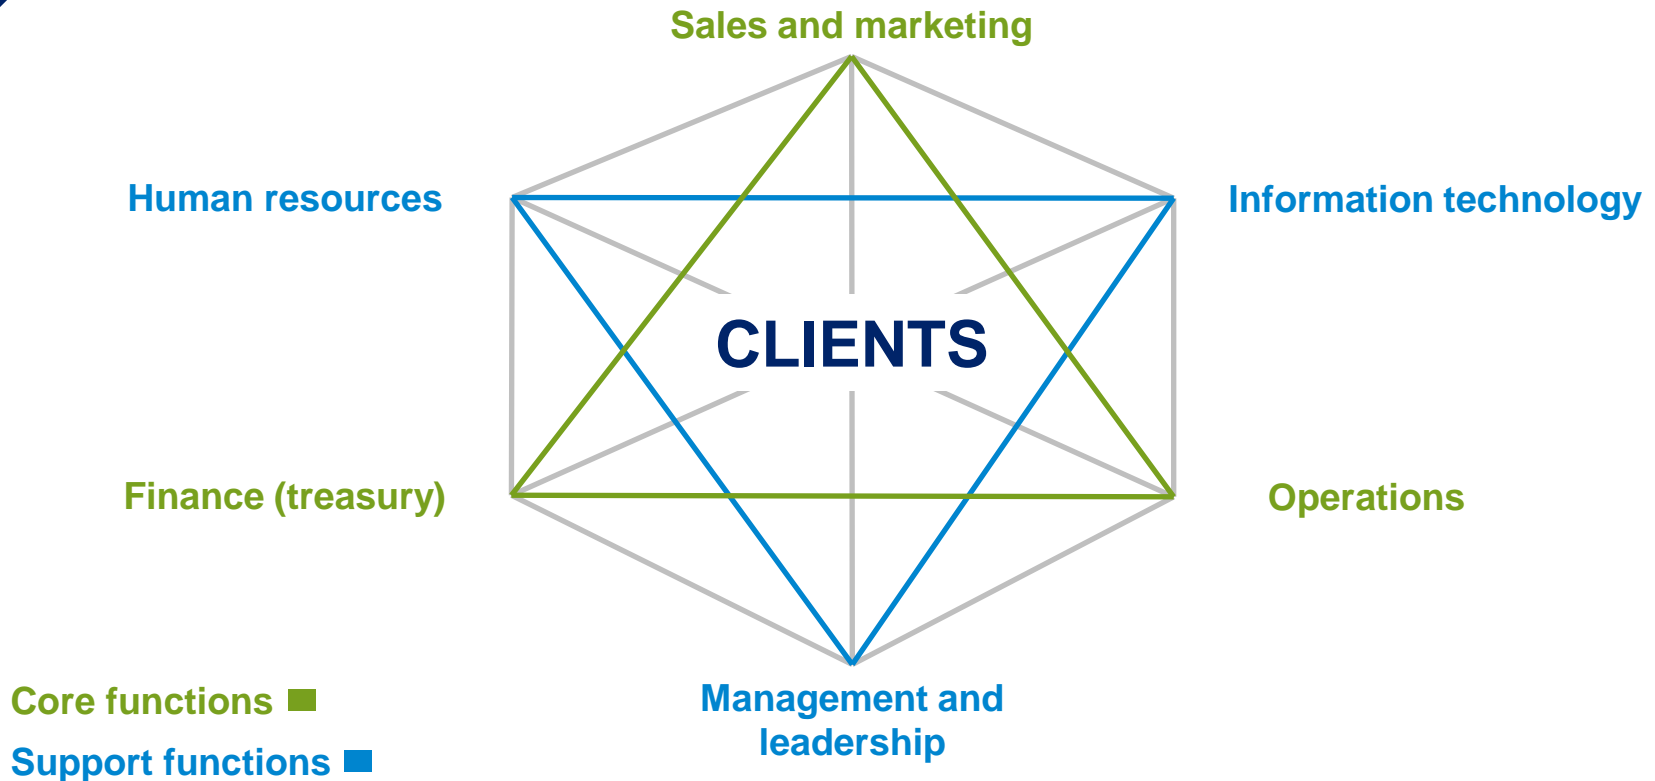 Sales and marketing
Human resources
Information technology
CLIENTS
Finance (treasury)
Operations
Management and
leadership
Core functions
Support functions